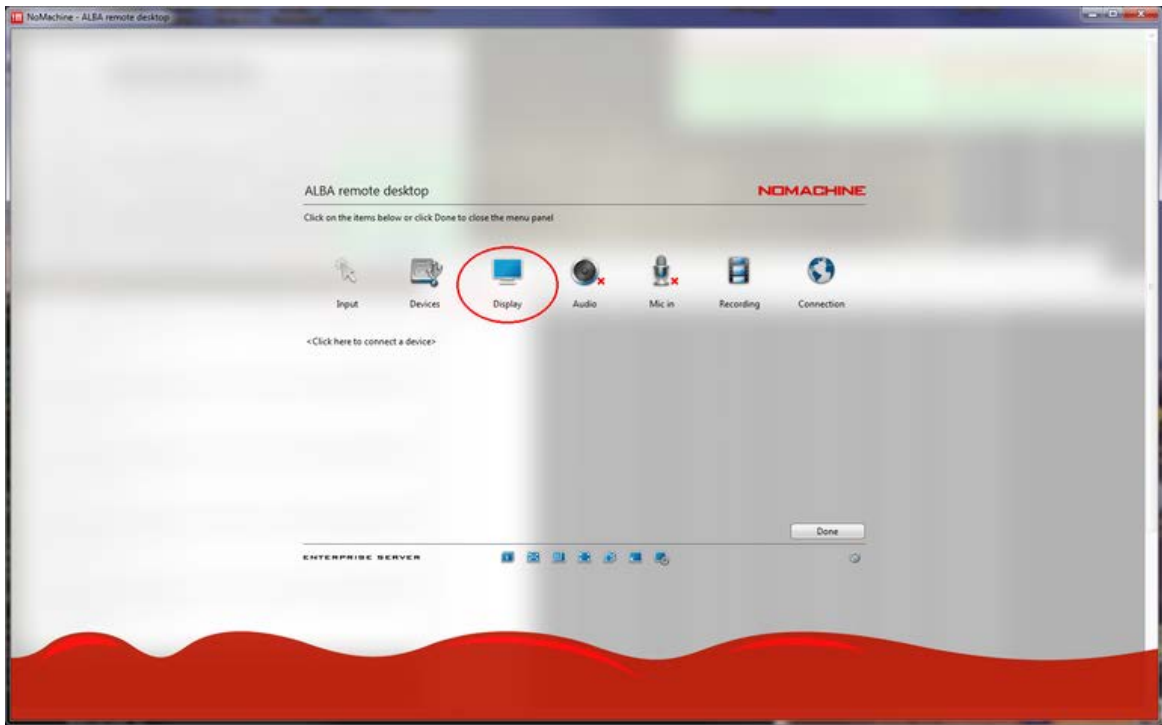 NoMachine - ALBA remote desktop
ALBA remote desktop
NOMACHINE
Click on the items below or click Done to close the menu panel
Input Devices Display Audio Mic in Recording Connection
<Click here to connect a device>
Done
ENTERPRISE SERVER